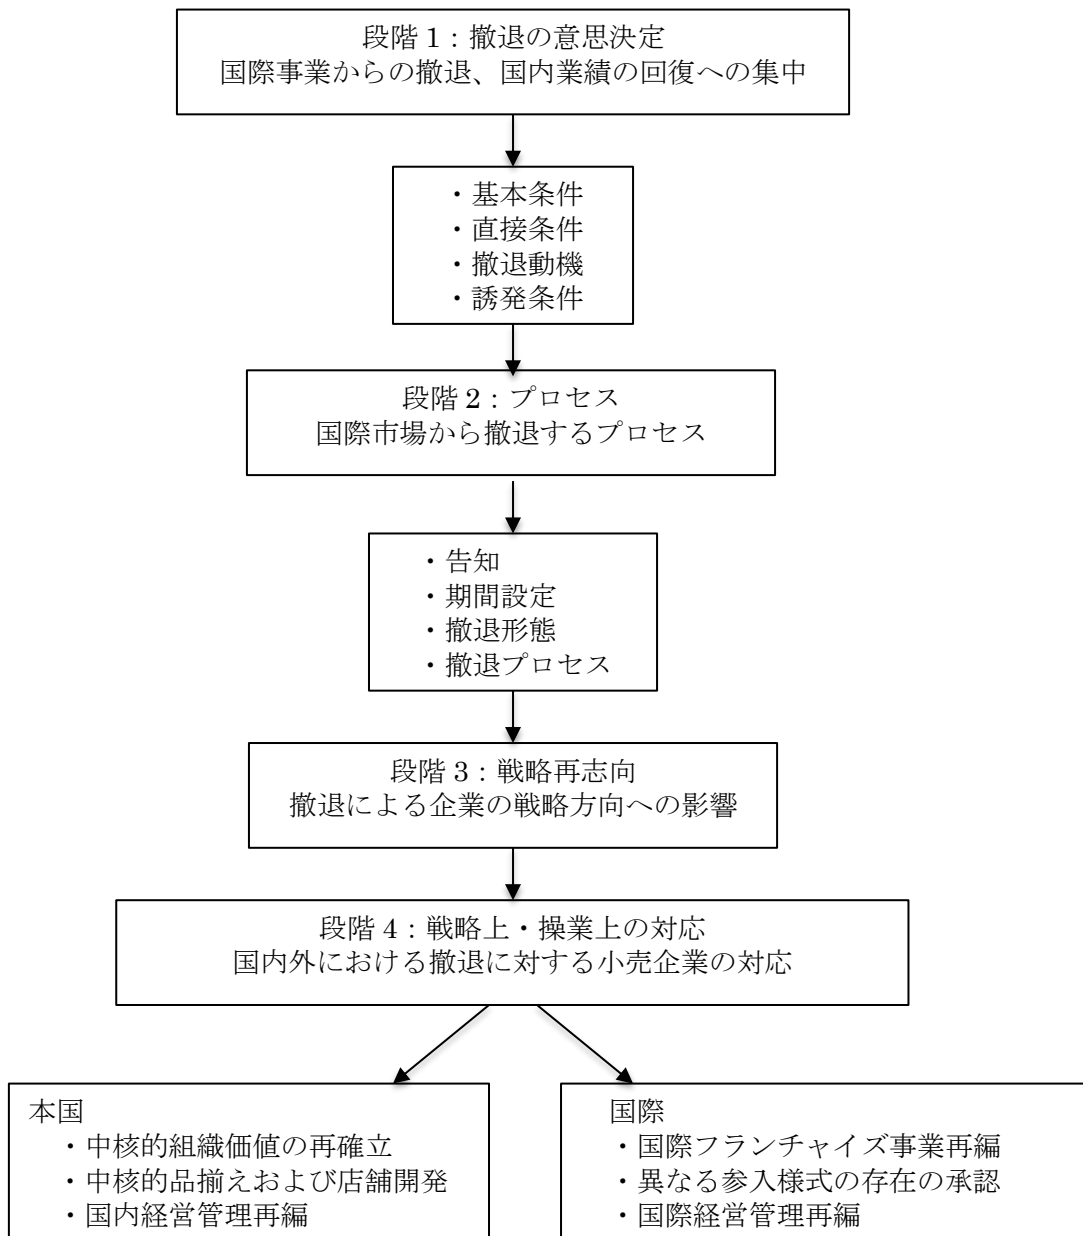 段階 1：撤退の意思決定
国際事業からの撤退、国内業績の回復への集中
・基本条件
・直接条件
・撤退動機
・誘発条件
段階 2：プロセス
国際市場から撤退するプロセス
・告知
・期間設定
・撤退形態
・撤退プロセス
段階 3：戦略再志向
撤退による企業の戦略方向への影響
段階 4：戦略上・操業上の対応
国内外における撤退に対する小売企業の対応
本国
・中核的組織価値の再確立
・中核的品揃えおよび店舗開発
・国内経営管理再編
国際
・国際フランチャイズ事業再編
・異なる参入様式の存在の承認
・国際経営管理再編